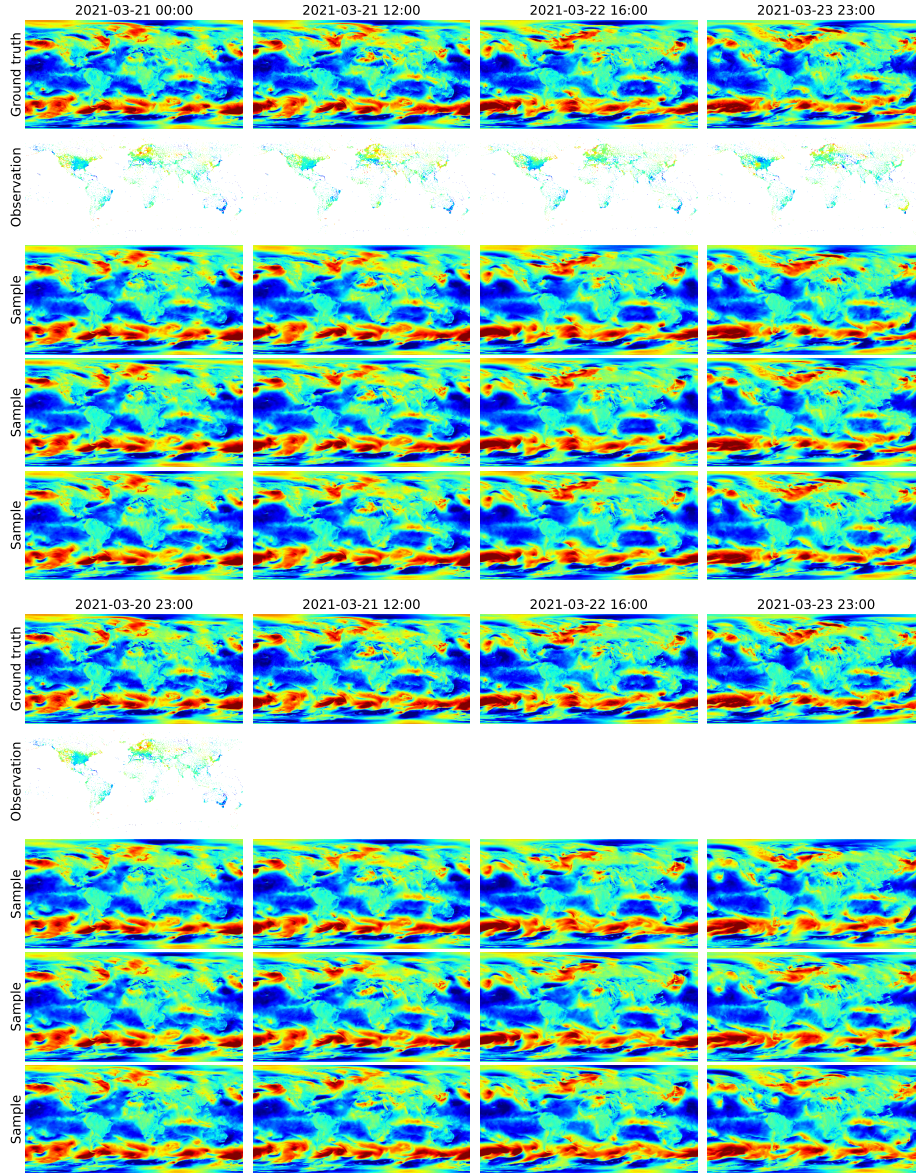 2021-03-21 00:00 2021-03-21 12:00 2021-03-22 16:00 2021-03-23 23:00
Ground truth
Observation
Sample
Sample
Sample
2021-03-20 23:00 2021-03-21 12:00 2021-03-22 16:00 2021-03-23 23:00
Ground truth
Observation
Sample
Sample
Sample